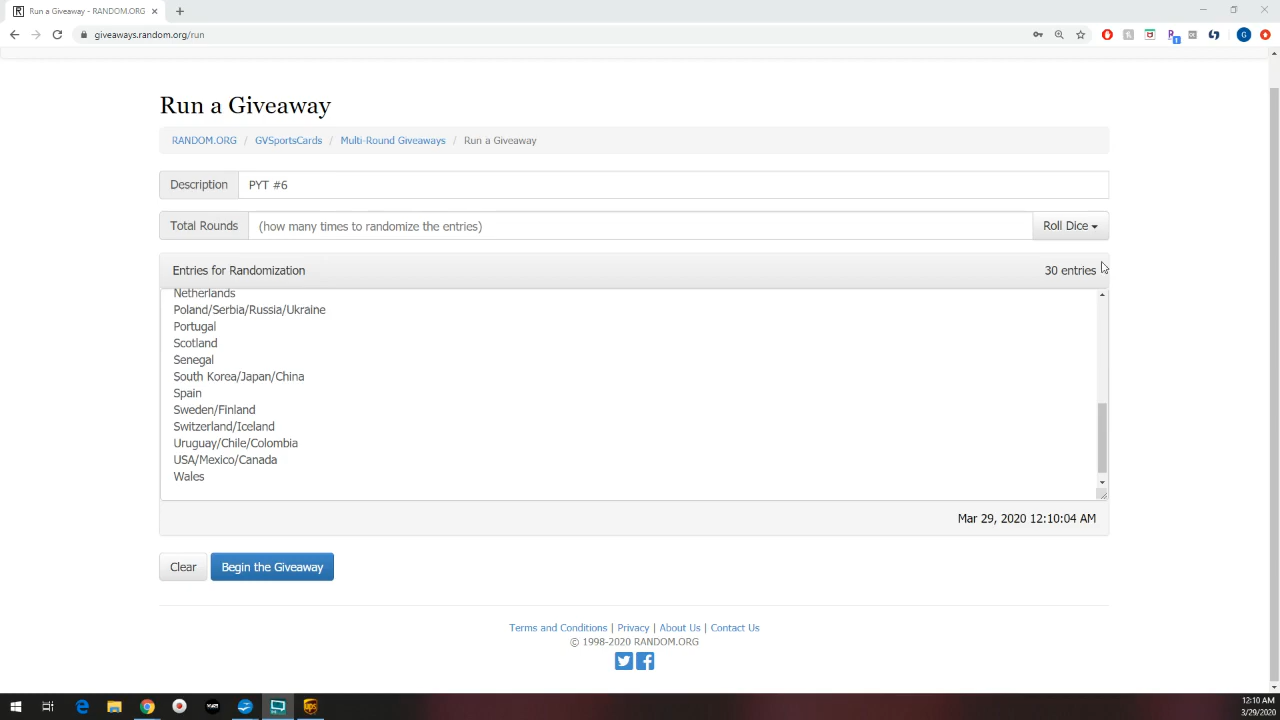 Run a Giveaway - RANDOM.ORG
giveaways.random.org/run
Run a Giveaway
RANDOM.ORG / GVSportsCards / Multi-Round Giveaways / Run a Giveaway
Description PYT #6
Total Rounds (how many times to randomize the entries) Roll Dice
Entries for Randomization 30 entries
Netherlands
Poland/Serbia/Russia/Ukraine
Portugal
Scotland
Senegal
South Korea/Japan/China
Spain
Sweden/Finland
Switzerland/Iceland
Uruguay/Chile/Colombia
USA/Mexico/Canada
Wales
Mar 29, 2020 12:10:04 AM
Clear Begin the Giveaway
Terms and Conditions | Privacy | About Us | Contact Us
© 1998-2020 RANDOM.ORG
12:10 AM
3/29/2020